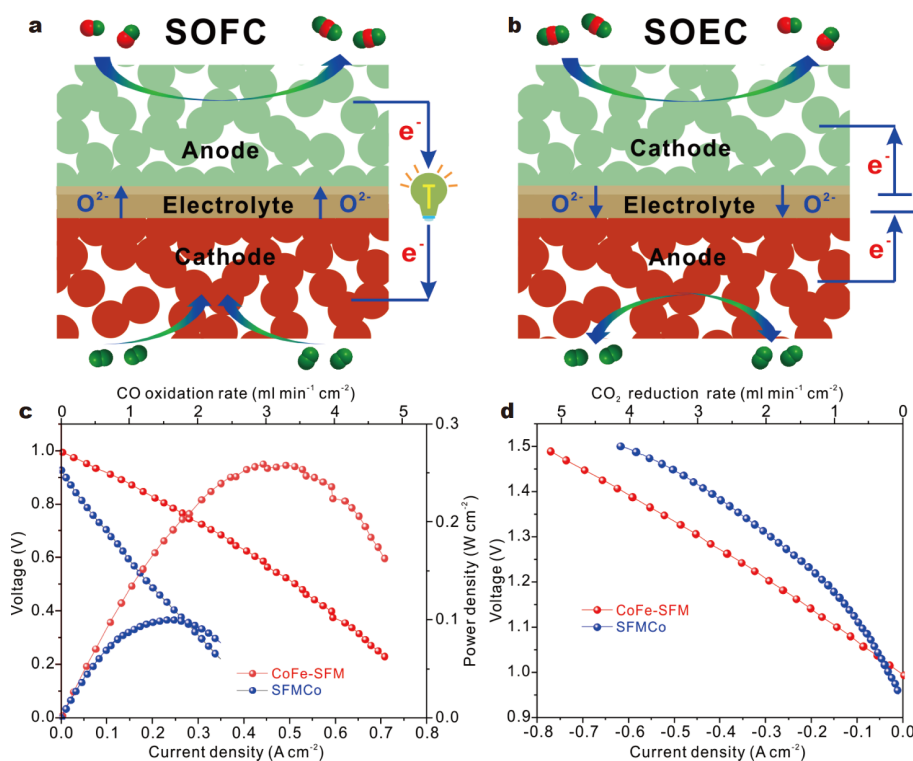 a SOFC
Anode
e⁻
O²⁻ Electrolyte O²⁻
T
Cathode
e⁻
b SOEC
Cathode
e⁻
O²⁻ Electrolyte O²⁻
Anode
e⁻
c
CO oxidation rate (ml min⁻¹ cm⁻²)
0 1 2 3 4 5
Voltage (V)
1.0
0.8
0.6
0.4
0.2
0.0
Power density (W cm⁻²)
0.3
0.2
0.1
0.0
CoFe-SFM
SFMCo
0.0 0.1 0.2 0.3 0.4 0.5 0.6 0.7 0.8
Current density (A cm⁻²)
d
CO₂ reduction rate (ml min⁻¹ cm⁻²)
5 4 3 2 1 0
Voltage (V)
1.5
1.4
1.3
1.2
1.1
1.0
0.9
CoFe-SFM
SFMCo
-0.8 -0.7 -0.6 -0.5 -0.4 -0.3 -0.2 -0.1 0.0
Current density (A cm⁻²)